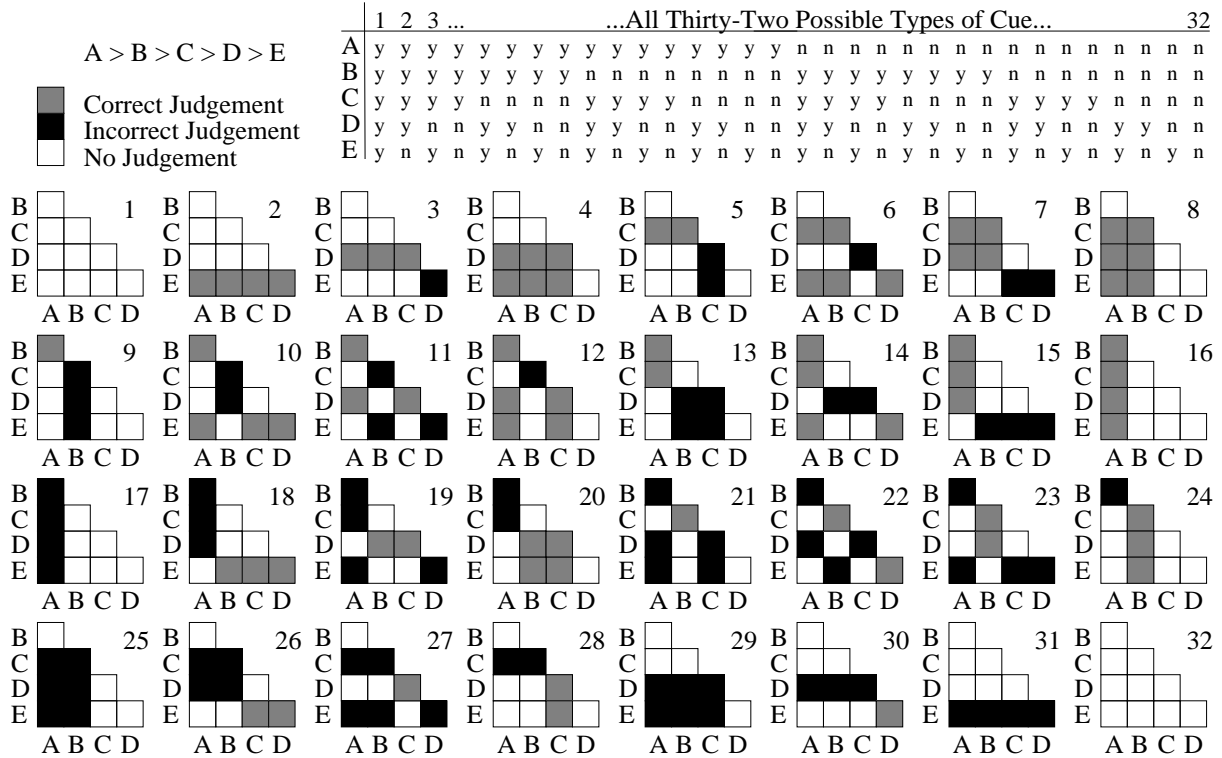 1 2 3 ... ...All Thirty-Two Possible Types of Cue... 32
A y y y y y y y y y y y y y y y y n n n n n n n n n n n n n n n n
B y y y y y y y y n n n n n n n n y y y y y y y y n n n n n n n n
C y y y y n n n n y y y y n n n n y y y y n n n n y y y y n n n n
D y y n n y y n n y y n n y y n n y y n n y y n n y y n n y y n n
E y n y n y n y n y n y n y n y n y n y n y n y n y n y n y n y n
A > B > C > D > E
Correct Judgement
Incorrect Judgement
No Judgement
B 1 B 2 B 3 B 4 B 5 B 6 B 7 B 8
C C C C C C C C
D D D D D D D D
E E E E E E E E
A B C D A B C D A B C D A B C D A B C D A B C D A B C D A B C D
B 9 B 10 B 11 B 12 B 13 B 14 B 15 B 16
C C C C C C C C
D D D D D D D D
E E E E E E E E
A B C D A B C D A B C D A B C D A B C D A B C D A B C D A B C D
B 17 B 18 B 19 B 20 B 21 B 22 B 23 B 24
C C C C C C C C
D D D D D D D D
E E E E E E E E
A B C D A B C D A B C D A B C D A B C D A B C D A B C D A B C D
B 25 B 26 B 27 B 28 B 29 B 30 B 31 B 32
C C C C C C C C
D D D D D D D D
E E E E E E E E
A B C D A B C D A B C D A B C D A B C D A B C D A B C D A B C D